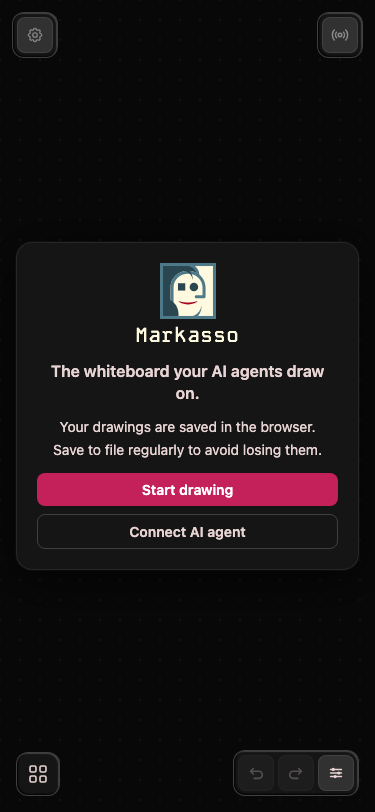 Markasso
The whiteboard your AI agents draw
on.
Your drawings are saved in the browser.
Save to file regularly to avoid losing them.
Start drawing
Connect AI agent